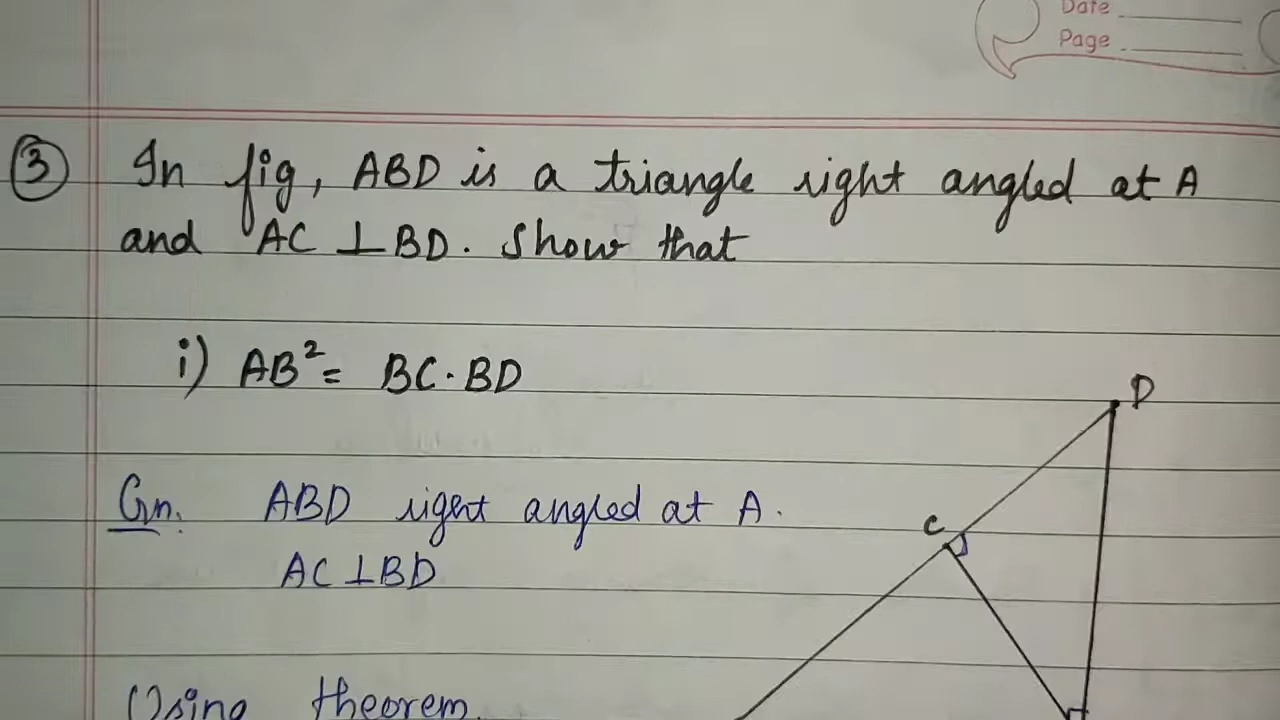 Date
Page
3 In fig, ABD is a triangle right angled at A
and AC ⊥ BD. Show that
i) AB² = BC · BD
D
Gn. ABD right angled at A.
C
AC ⊥ BD
Using theorem